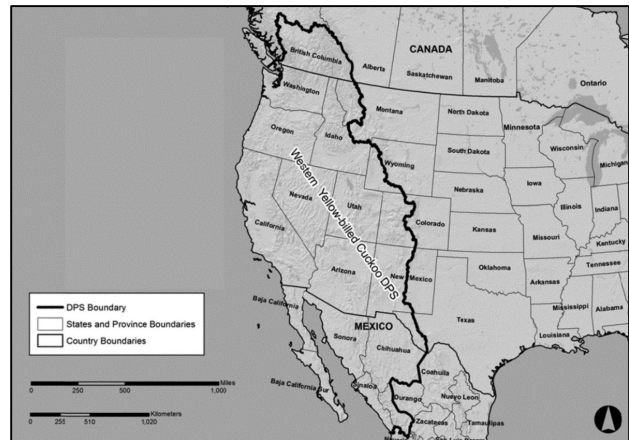 CANADA
British Columbia
Alberta
Saskatchewan
Manitoba
Ontario
Washington
Montana
North Dakota
Minnesota
Oregon
Idaho
Wisconsin
Michigan
South Dakota
Wyoming
Iowa
Nebraska
Nevada
Utah
Illinois
Indiana
Colorado
Kansas
Missouri
Kentucky
California
Western Yellow-billed Cuckoo DPS
Tennessee
Oklahoma
Arizona
New Mexico
Arkansas
Mississippi
Alabama
Texas
Louisiana
DPS Boundary
States and Province Boundaries
Country Boundaries
Baja California
MEXICO
Sonora
Chihuahua
Coahuila
Baja California Sur
Sinaloa
Durango
Nuevo Leon
Zacatecas
Tamaulipas
Miles
0 250 500 1,000
Kilometers
0 255 510 1,020